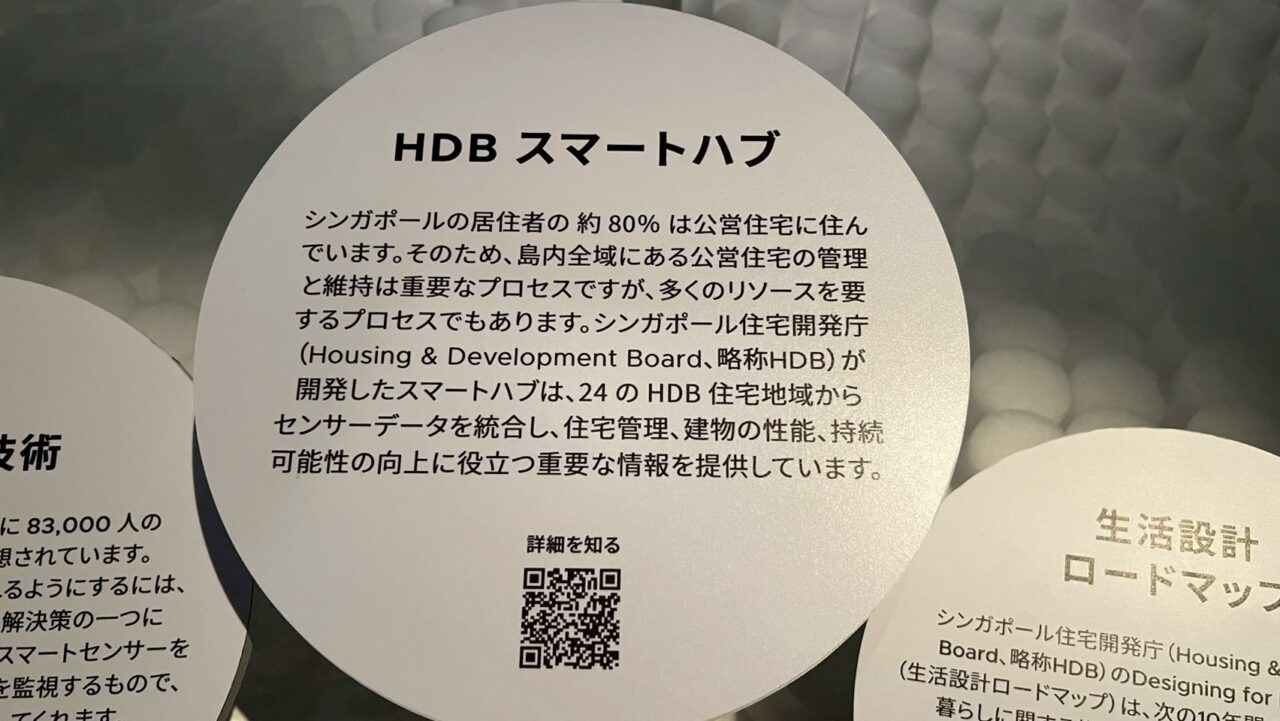 HDB スマートハブ
シンガポールの居住者の 約 80% は公営住宅に住ん
でいます。そのため、島内全域にある公営住宅の管理
と維持は重要なプロセスですが、多くのリソースを要
するプロセスでもあります。シンガポール住宅開発庁
（Housing & Development Board、略称HDB）が
開発したスマートハブは、24 の HDB 住宅地域から
センサーデータを統合し、住宅管理、建物の性能、持続
可能性の向上に役立つ重要な情報を提供しています。
詳細を知る
技術
に 83,000 人の
想されています。
れるようにするには、
解決策の一つに
スマートセンサーを
を監視するもので、
てくれます
生活設計
ロードマップ
シンガポール住宅開発庁（Housing &
Board、略称HDB）のDesigning for
（生活設計ロードマップ）は、次の10年間
暮らしに関する